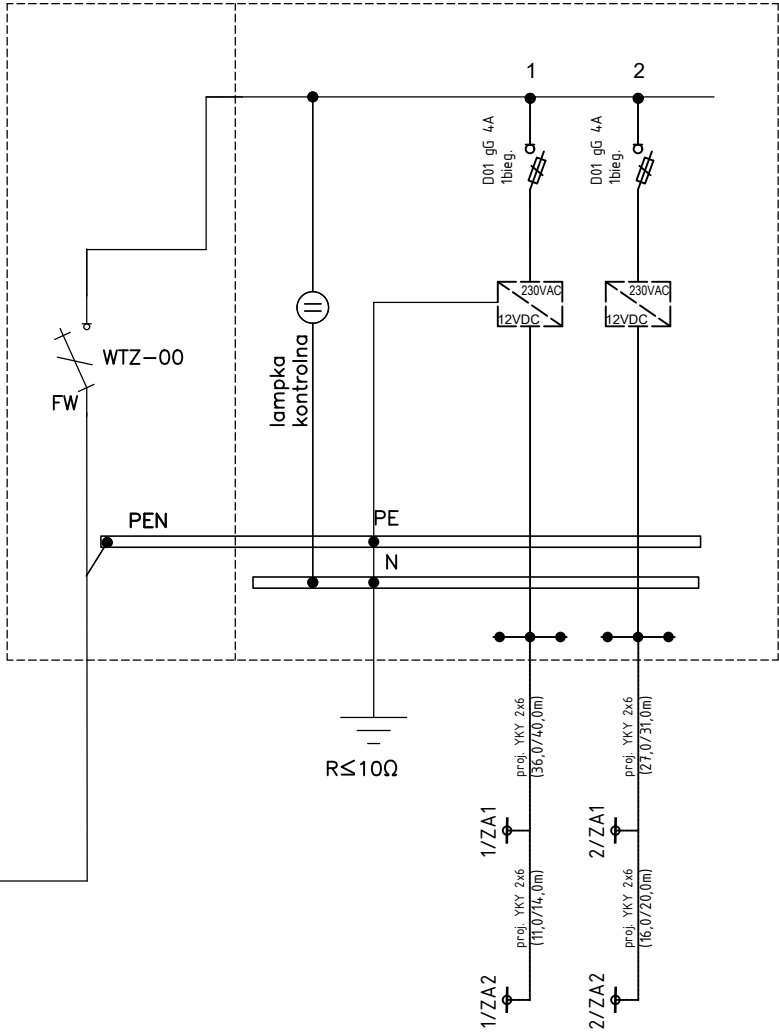 1
2
D01 gG 4A
1bieg.
D01 gG 4A
1bieg.
230VAC
12VDC
230VAC
12VDC
WTZ-00
FW
lampka
kontrolna
PEN
PE
N
R≤10Ω
proj. YKY 2x6
(36,0/40,0m)
proj. YKY 2x6
(27,0/31,0m)
1/ZA1
2/ZA1
proj. YKY 2x6
(11,0/14,0m)
proj. YKY 2x6
(16,0/20,0m)
1/ZA2
2/ZA2